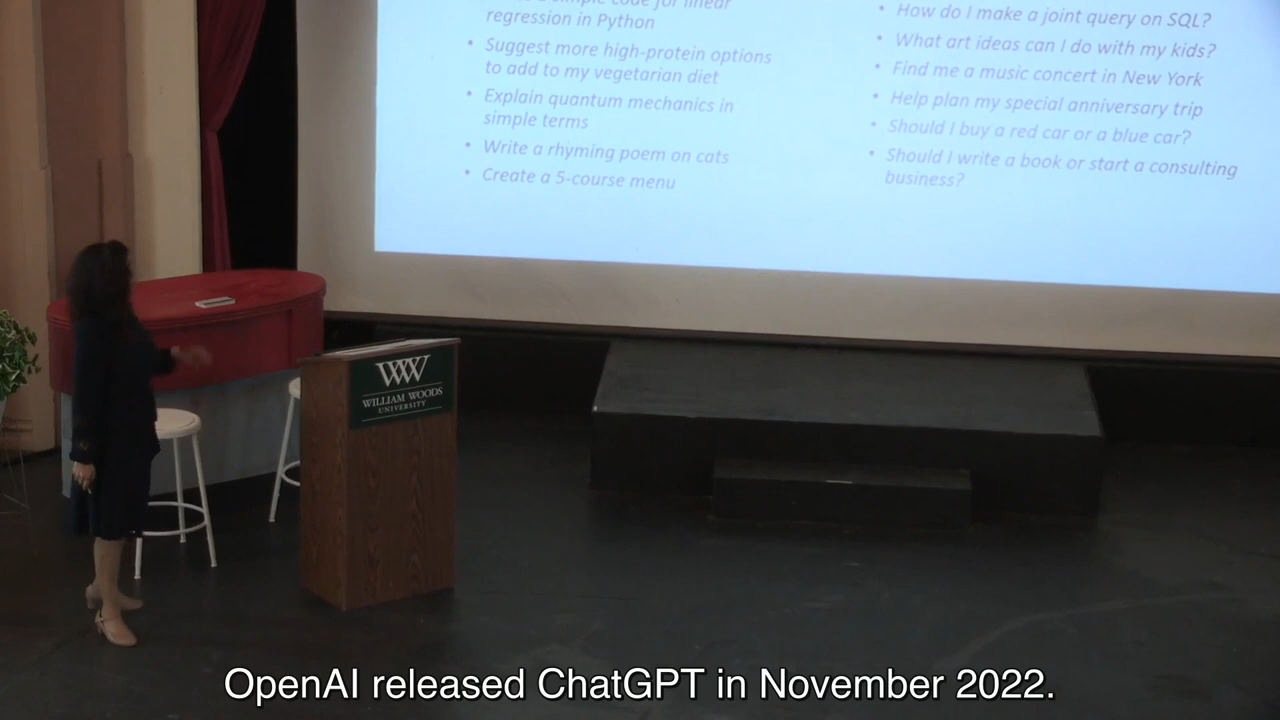 a simple code for linear
regression in Python
• Suggest more high-protein options
to add to my vegetarian diet
• Explain quantum mechanics in
simple terms
• Write a rhyming poem on cats
• Create a 5-course menu
• How do I make a joint query on SQL?
• What art ideas can I do with my kids?
• Find me a music concert in New York
• Help plan my special anniversary trip
• Should I buy a red car or a blue car?
• Should I write a book or start a consulting
business?
WW
WILLIAM WOODS
UNIVERSITY
OpenAI released ChatGPT in November 2022.